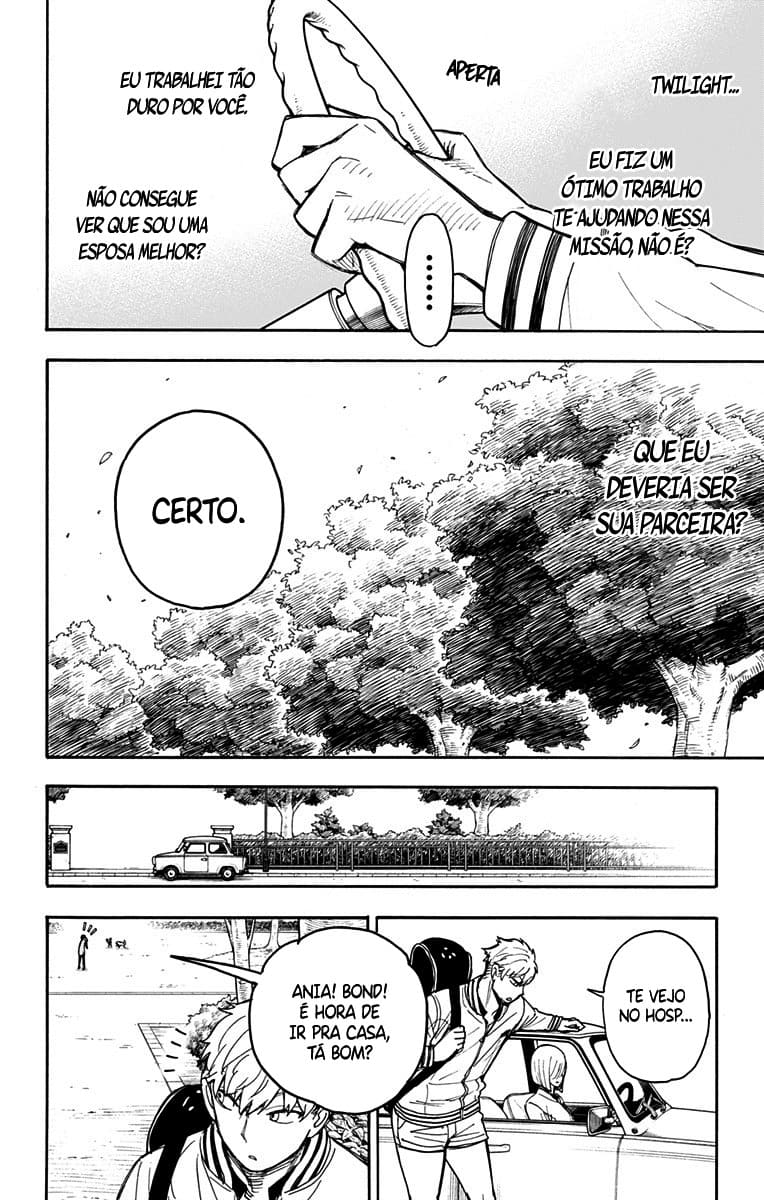 TWILIGHT...
APERTA
EU FIZ UM
ÓTIMO TRABALHO
TE AJUDANDO NESSA
MISSÃO, NÃO É?
EU TRABALHEI TÃO
DURO POR VOCÊ.
NÃO CONSEGUE
VER QUE SOU UMA
ESPOSA MELHOR?
......
QUE EU
DEVERIA SER
SUA PARCEIRA?
CERTO.
TE VEJO
NO HOSP...
ANIA! BOND!
É HORA DE
IR PRA CASA,
TÁ BOM?